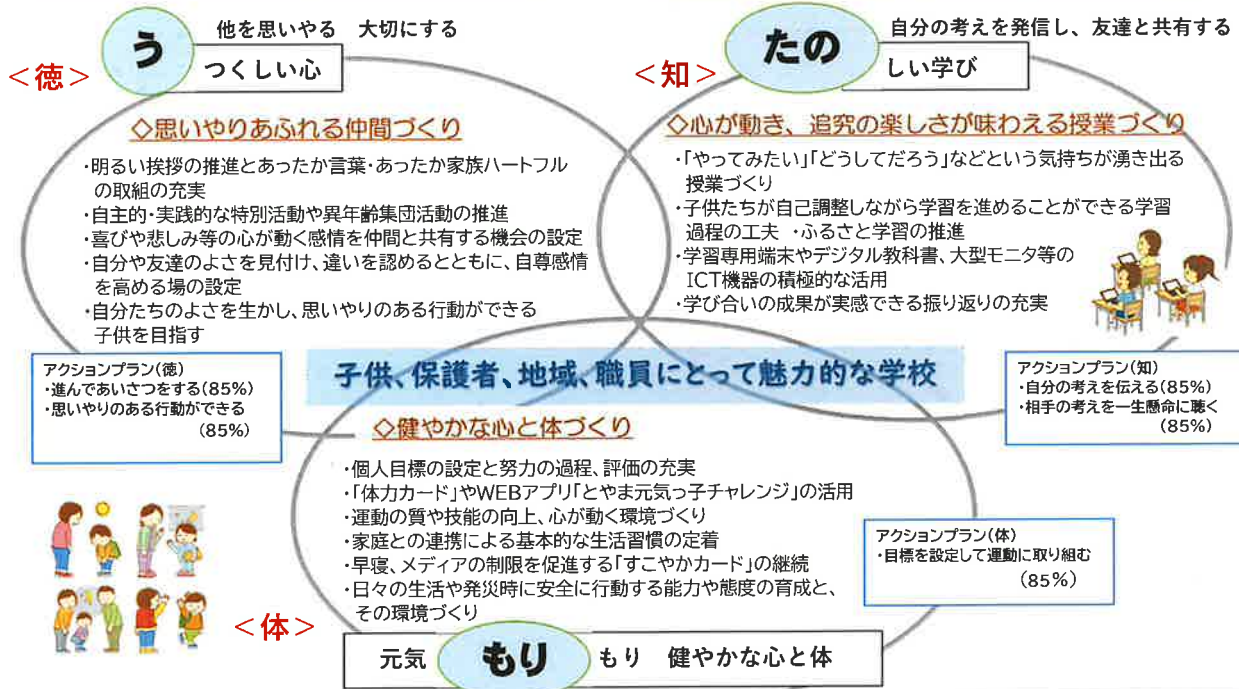 他を思いやる 大切にする
う
つくしい心
<徳>
◇思いやりあふれる仲間づくり
・明るい挨拶の推進とあったか言葉・あったか家族ハートフル
の取組の充実
・自主的・実践的な特別活動や異年齢集団活動の推進
・喜びや悲しみ等の心が動く感情を仲間と共有する機会の設定
・自分や友達のよさを見付け、違いを認めるとともに、自尊感情
を高める場の設定
・自分たちのよさを生かし、思いやりのある行動ができる
子供を目指す
アクションプラン(徳)
・進んであいさつをする(85%)
・思いやりのある行動ができる
(85%)
自分の考えを発信し、友達と共有する
たの
しい学び
<知>
◇心が動き、追究の楽しさが味わえる授業づくり
・「やってみたい」「どうしてだろう」などという気持ちが湧き出る
授業づくり
・子供たちが自己調整しながら学習を進めることができる学習
過程の工夫 ・ふるさと学習の推進
・学習専用端末やデジタル教科書、大型モニタ等の
ICT機器の積極的な活用
・学び合いの成果が実感できる振り返りの充実
アクションプラン(知)
・自分の考えを伝える(85%)
・相手の考えを一生懸命に聴く
(85%)
子供、保護者、地域、職員にとって魅力的な学校
◇健やかな心と体づくり
・個人目標の設定と努力の過程、評価の充実
・「体力カード」やWEBアプリ「とやま元気っ子チャレンジ」の活用
・運動の質や技能の向上、心が動く環境づくり
・家庭との連携による基本的な生活習慣の定着
・早寝、メディアの制限を促進する「すこやかカード」の継続
・日々の生活や発災時に安全に行動する能力や態度の育成と、
その環境づくり
アクションプラン(体)
・目標を設定して運動に取り組む
(85%)
<体>
元気 もり もり 健やかな心と体